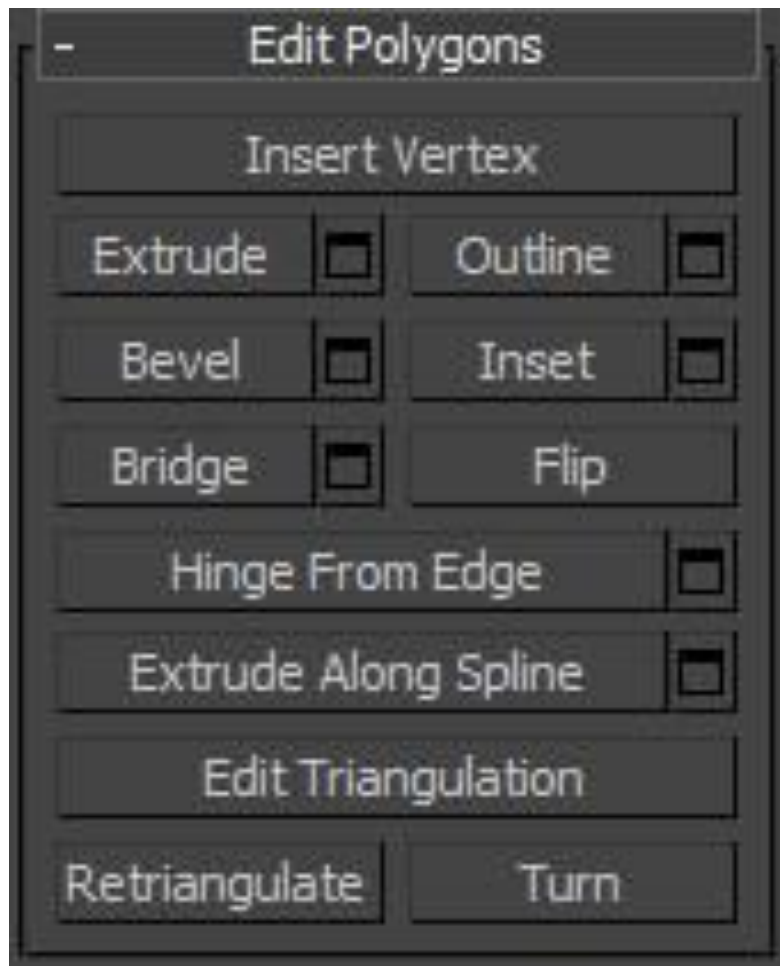 - Edit Polygons
Insert Vertex
Extrude Outline
Bevel Inset
Bridge Flip
Hinge From Edge
Extrude Along Spline
Edit Triangulation
Retriangulate Turn